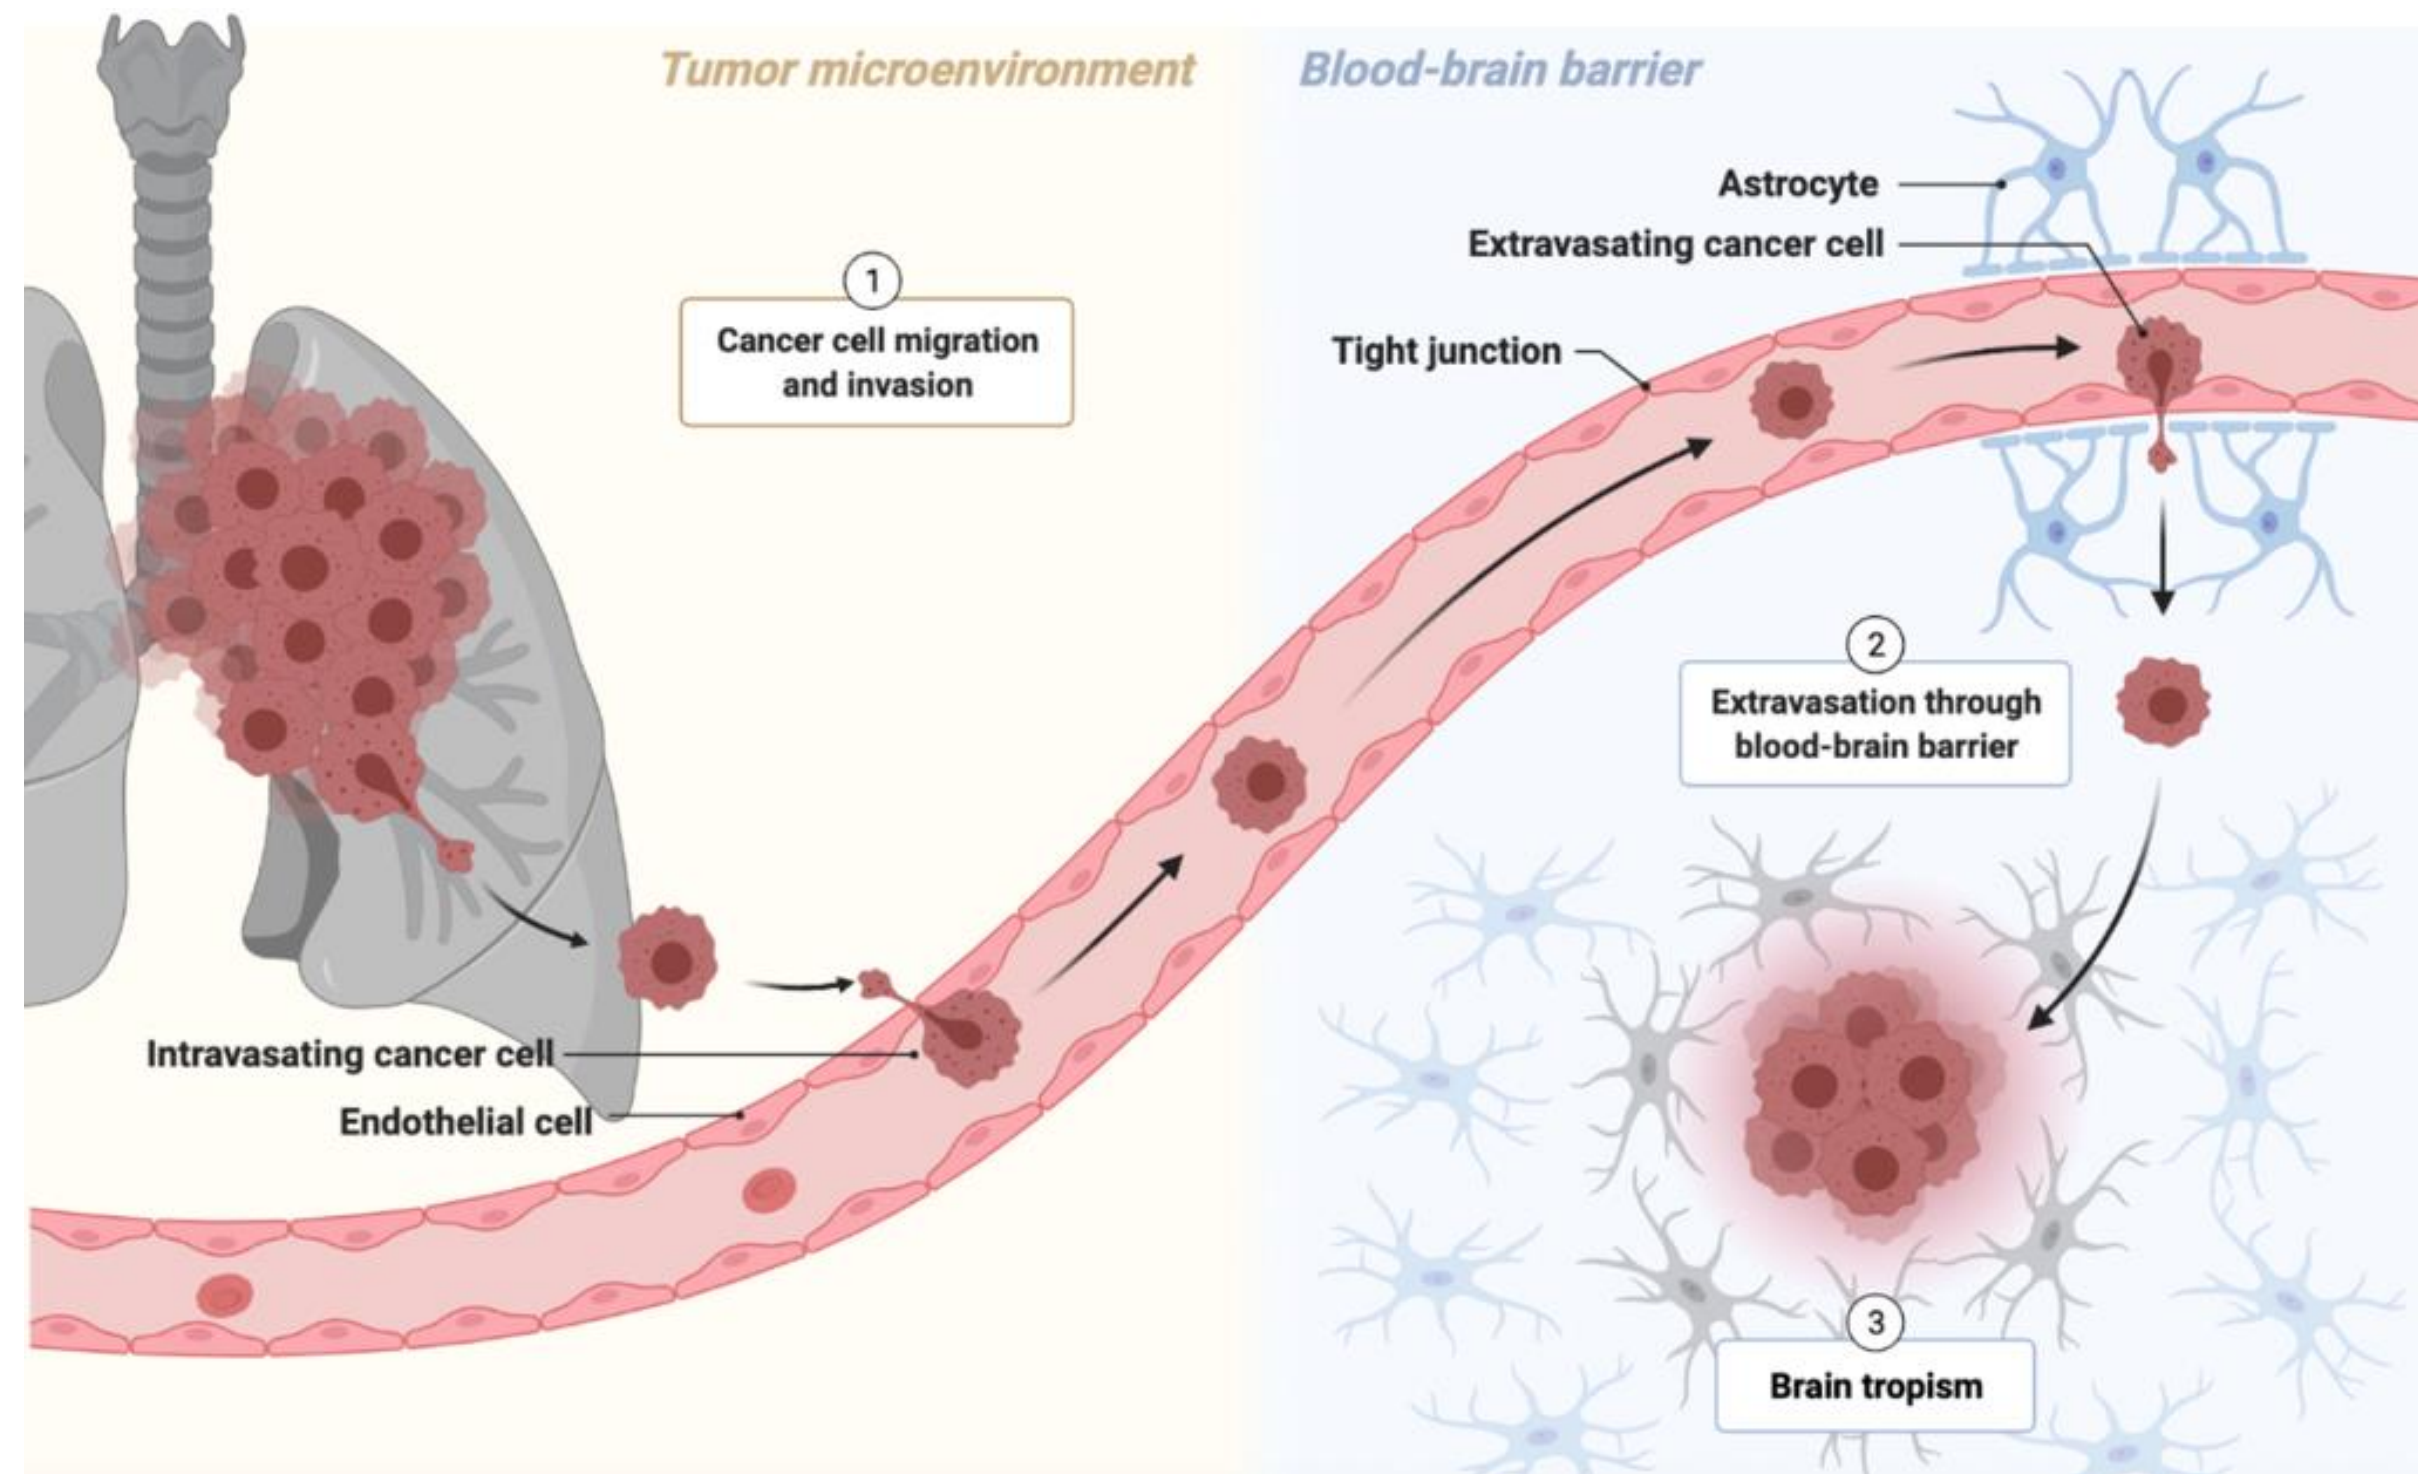 Tumor microenvironment
Blood-brain barrier
Astrocyte
Extravasating cancer cell
1
Cancer cell migration
and invasion
Tight junction
2
Extravasation through
blood-brain barrier
Intravasating cancer cell
Endothelial cell
3
Brain tropism